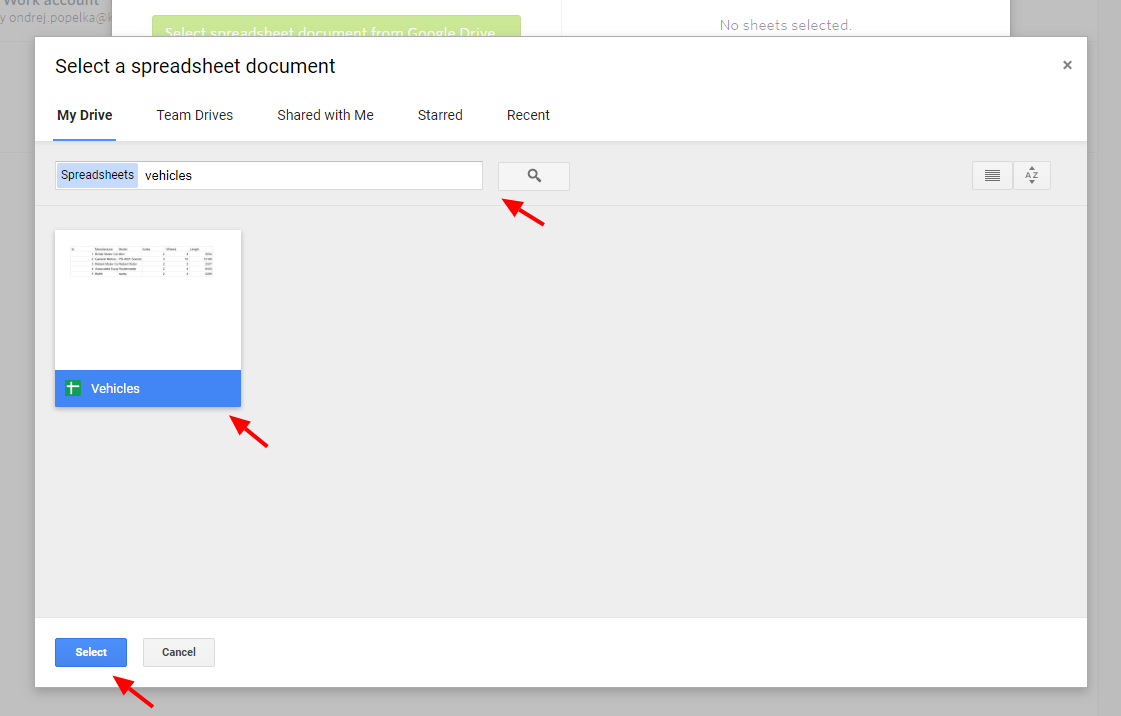 Work account
y ondrej.popelka@k
Select spreadsheet document from Google Drive
No sheets selected.
Select a spreadsheet document
×
My Drive Team Drives Shared with Me Starred Recent
Spreadsheets vehicles
AZ
Vehicles
Select Cancel